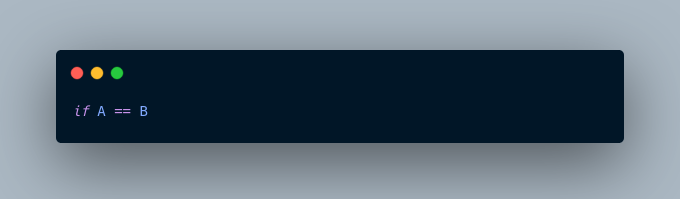 if A == B